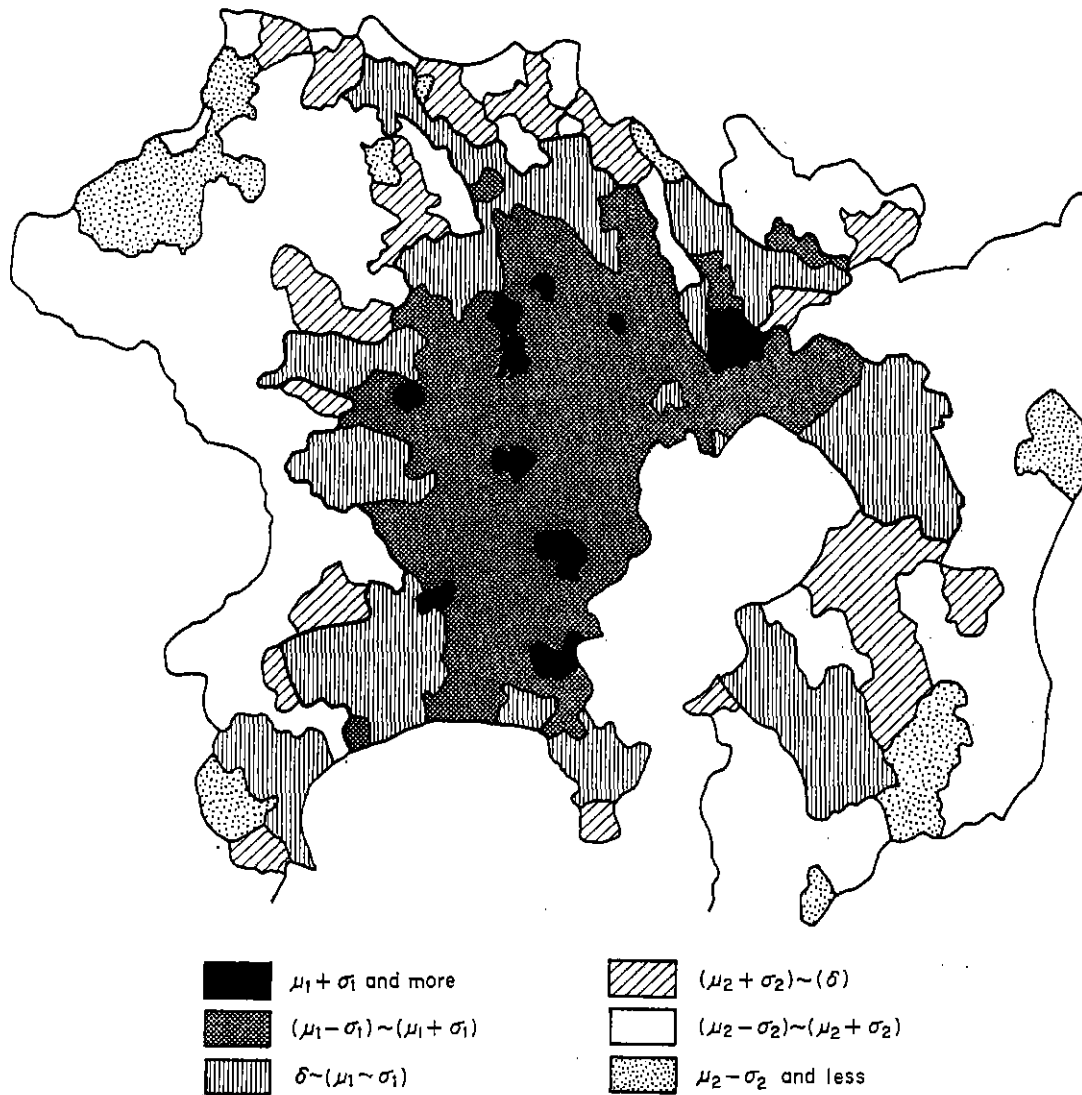 μ₁+σ₁ and more
(μ₁−σ₁)~(μ₁+σ₁)
δ~(μ₁~σ₁)
(μ₂+σ₂)~(δ)
(μ₂−σ₂)~(μ₂+σ₂)
μ₂−σ₂ and less